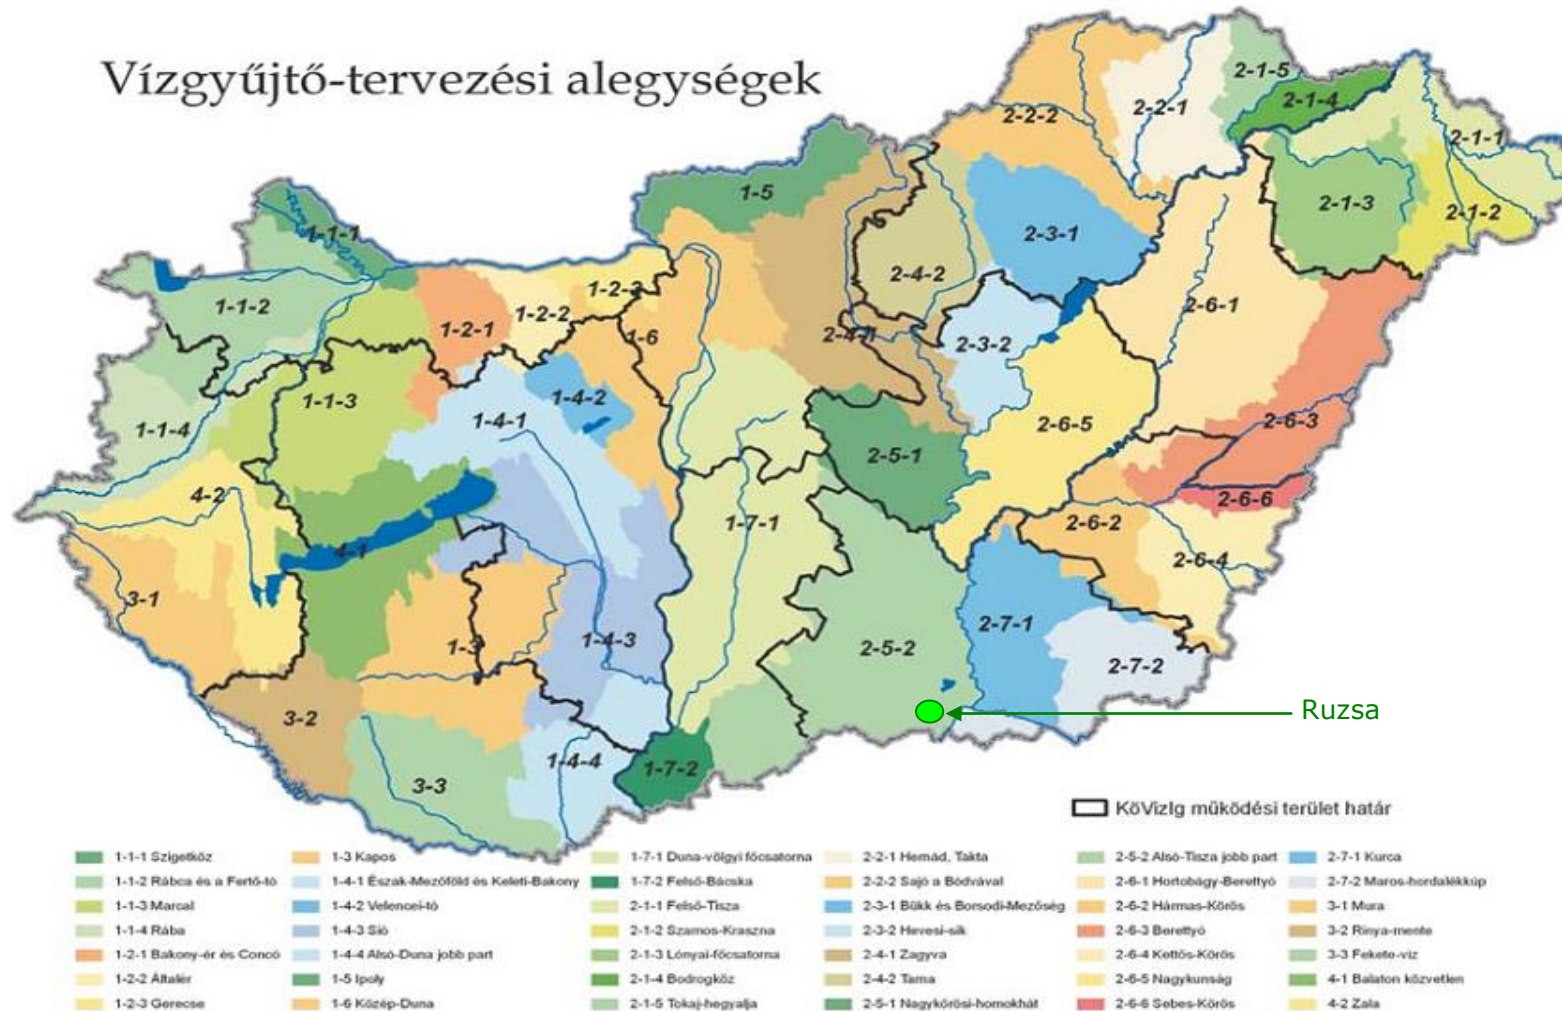 Vízgyűjtő-tervezési alegységek
2-1-5
2-1-4
2-2-1
2-2-2
2-1-1
1-5
2-1-3
2-1-2
2-3-1
1-1-1
2-4-2
1-2-3
1-1-2
1-2-2
2-6-1
1-2-1
1-6
2-4-1
2-3-2
1-1-3
1-4-2
1-4-1
2-6-3
2-6-5
1-1-4
2-5-1
4-2
2-6-6
1-7-1
2-6-2
4-1
2-6-4
3-1
2-7-1
1-4-3
1-3
2-5-2
2-7-2
Ruzsa
3-2
1-4-4
1-7-2
3-3
KöVízIg működési terület határ
1-1-1 Szigetköz
1-1-2 Rábca és a Fertő-tó
1-1-3 Marcal
1-1-4 Rába
1-2-1 Bakony-ér és Concó
1-2-2 Általér
1-2-3 Gerecse
1-3 Kapos
1-4-1 Észak-Mezőföld és Keleti-Bakony
1-4-2 Velencei-tó
1-4-3 Sió
1-4-4 Alsó-Duna jobb part
1-5 Ipoly
1-6 Közép-Duna
1-7-1 Duna-völgyi főcsatorna
1-7-2 Felső-Bácska
2-1-1 Felső-Tisza
2-1-2 Szamos-Kraszna
2-1-3 Lónyai-főcsatorna
2-1-4 Bodrogköz
2-1-5 Tokaj-hegyalja
2-2-1 Hernád, Takta
2-2-2 Sajó a Bódvával
2-3-1 Bükk és Borsodi-Mezőség
2-3-2 Hevesi-sík
2-4-1 Zagyva
2-4-2 Tarna
2-5-1 Nagykőrösi-homokhát
2-5-2 Alsó-Tisza jobb part
2-6-1 Hortobágy-Berettyó
2-6-2 Hármas-Körös
2-6-3 Berettyó
2-6-4 Kettős-Körös
2-6-5 Nagykunság
2-6-6 Sebes-Körös
2-7-1 Kurca
2-7-2 Maros-hordalékkúp
3-1 Mura
3-2 Rinya-mente
3-3 Fekete-víz
4-1 Balaton közvetlen
4-2 Zala